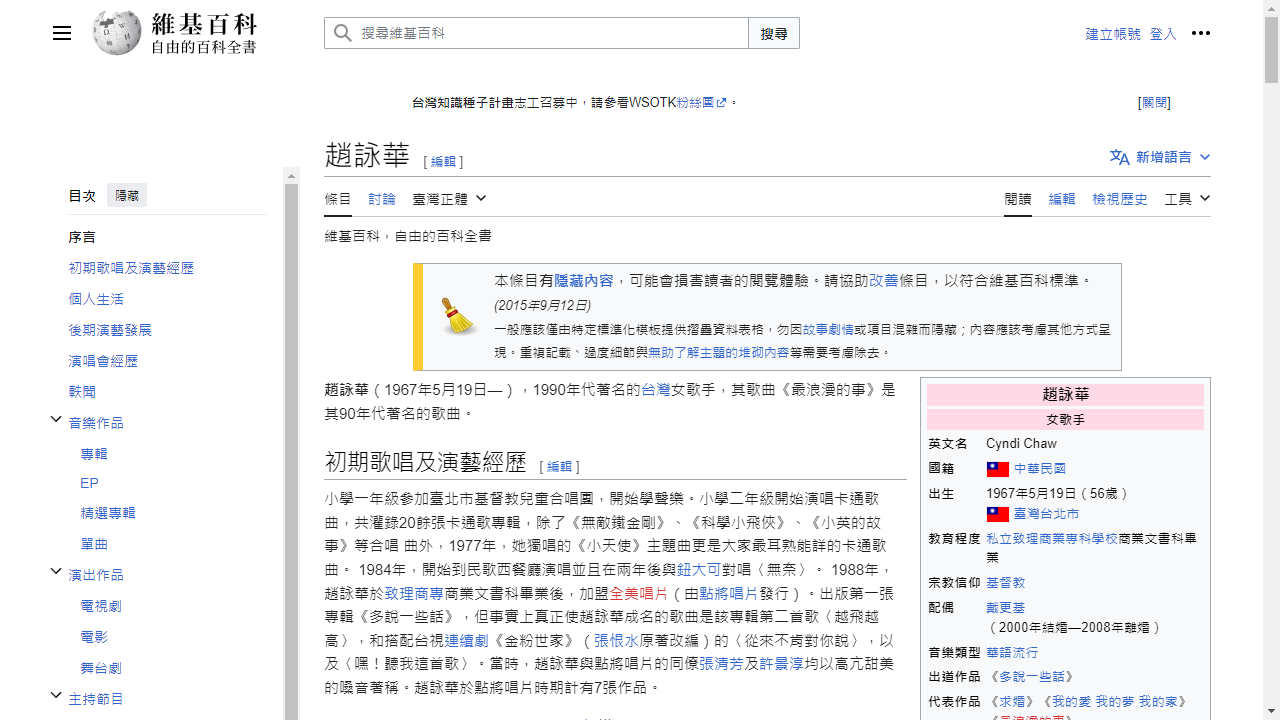 維基百科
自由的百科全書
搜尋維基百科
搜尋
建立帳號 登入
台灣知識種子計畫志工召募中，請參看WSOTK粉絲團。
[關閉]
趙詠華 [編輯]
新增語言
條目 討論 臺灣正體
閱讀 編輯 檢視歷史 工具
維基百科，自由的百科全書
目次 隱藏
序言
初期歌唱及演藝經歷
個人生活
後期演藝發展
演唱會經歷
軼聞
音樂作品
專輯
EP
精選專輯
單曲
演出作品
電視劇
電影
舞台劇
主持節目
本條目有隱藏內容，可能會損害讀者的閱覽體驗。請協助改善條目，以符合維基百科標準。
(2015年9月12日)
一般應該僅由特定標準化模板提供摺疊資料表格，勿因故事劇情或項目混雜而隱藏；內容應該考慮其他方式呈
現。重複記載、過度細節與無助了解主題的堆砌內容等需要考慮除去。
趙詠華（1967年5月19日—），1990年代著名的台灣女歌手，其歌曲《最浪漫的事》是
其90年代著名的歌曲。
初期歌唱及演藝經歷 [編輯]
小學一年級參加臺北市基督教兒童合唱團，開始學聲樂。小學二年級開始演唱卡通歌
曲，共灌錄20餘張卡通歌專輯，除了《無敵鐵金剛》、《科學小飛俠》、《小英的故
事》等合唱 曲外，1977年，她獨唱的《小天使》主題曲更是大家最耳熟能詳的卡通歌
曲。 1984年，開始到民歌西餐廳演唱並且在兩年後與鈕大可對唱〈無奈〉。 1988年，
趙詠華於致理商專商業文書科畢業後，加盟全美唱片（由點將唱片發行）。出版第一張
專輯《多說一些話》，但事實上真正使趙詠華成名的歌曲是該專輯第二首歌〈越飛越
高〉，和搭配台視連續劇《金粉世家》（張恨水原著改編）的〈從來不肯對你說〉，以
及〈嘿！聽我這首歌〉。當時，趙詠華與點將唱片的同僚張清芳及許景淳均以高亢甜美
的嗓音著稱。趙詠華於點將唱片時期計有7張作品。
趙詠華
女歌手
英文名 Cyndi Chaw
國籍 中華民國
出生 1967年5月19日（56歲）
臺灣台北市
教育程度 私立致理商業專科學校商業文書科畢
業
宗教信仰 基督教
配偶 戴更基
（2000年結婚—2008年離婚）
音樂類型 華語流行
出道作品 《多說一些話》
代表作品 《求婚》《我的愛 我的夢 我的家》
《最浪漫的事》